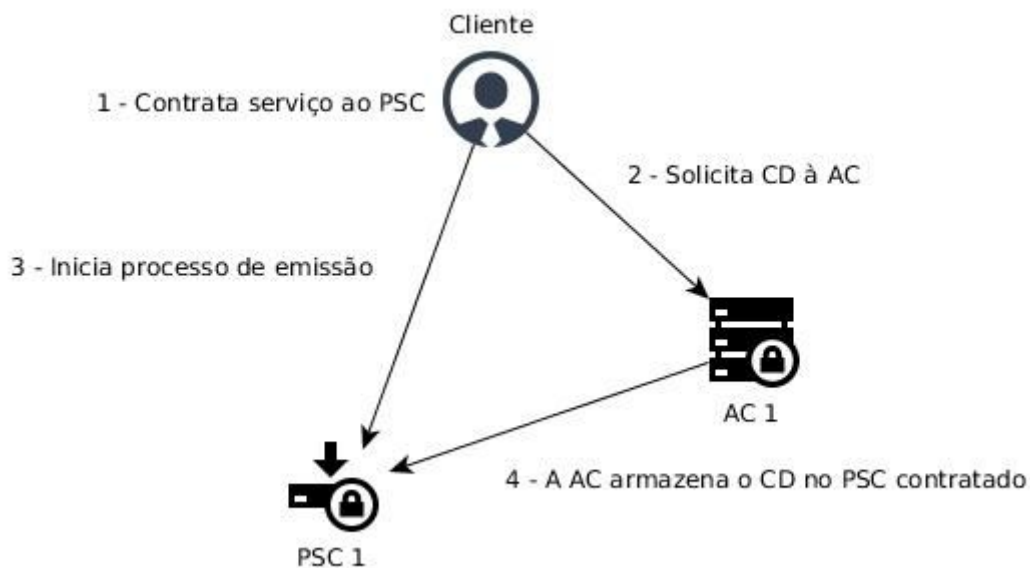 Cliente
1 - Contrata serviço ao PSC
2 - Solicita CD à AC
3 - Inicia processo de emissão
AC 1
4 - A AC armazena o CD no PSC contratado
PSC 1